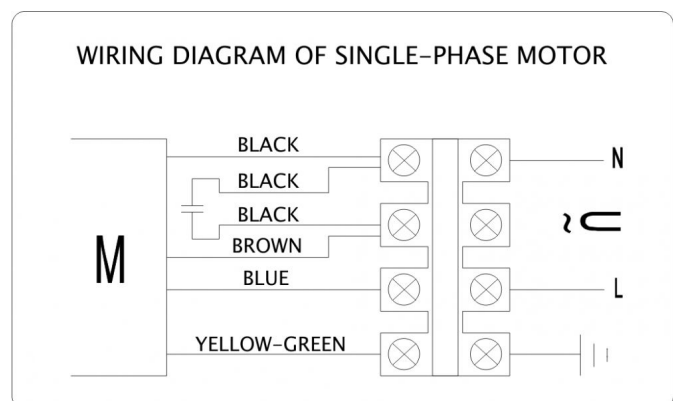 WIRING DIAGRAM OF SINGLE-PHASE MOTOR
BLACK
N
BLACK
BLACK
~U
BROWN
M
BLUE
L
YELLOW-GREEN